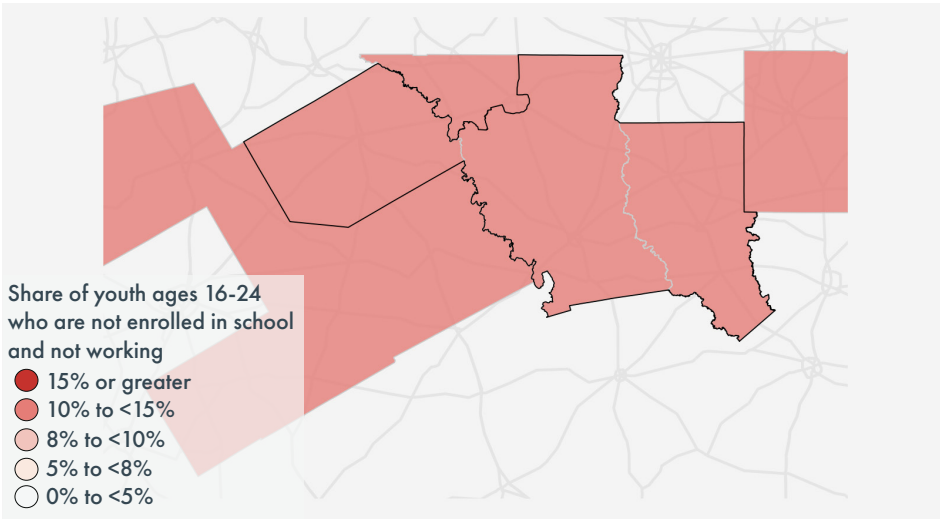 Share of youth ages 16-24
who are not enrolled in school
and not working
15% or greater
10% to <15%
8% to <10%
5% to <8%
0% to <5%